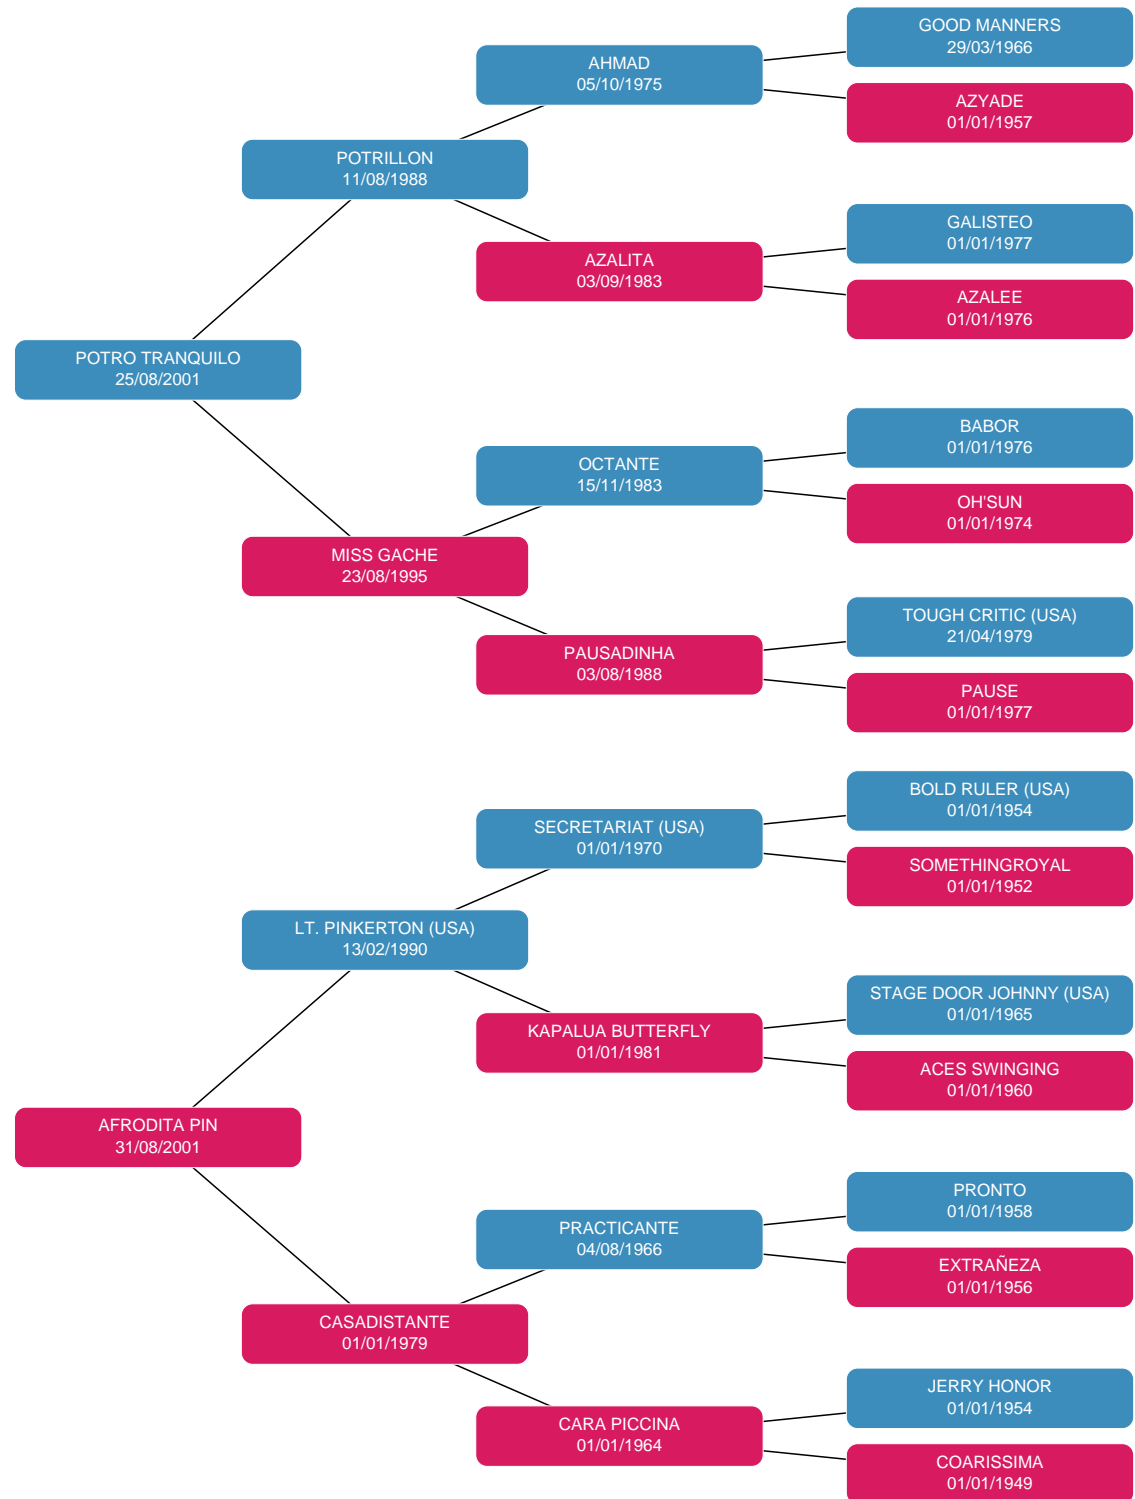 GOOD MANNERS
29/03/1966
AHMAD
05/10/1975
AZYADE
01/01/1957
POTRILLON
11/08/1988
GALISTEO
01/01/1977
AZALITA
03/09/1983
AZALEE
01/01/1976
POTRO TRANQUILO
25/08/2001
BABOR
01/01/1976
OCTANTE
15/11/1983
OH'SUN
01/01/1974
MISS GACHE
23/08/1995
TOUGH CRITIC (USA)
21/04/1979
PAUSADINHA
03/08/1988
PAUSE
01/01/1977
BOLD RULER (USA)
01/01/1954
SECRETARIAT (USA)
01/01/1970
SOMETHINGROYAL
01/01/1952
LT. PINKERTON (USA)
13/02/1990
STAGE DOOR JOHNNY (USA)
01/01/1965
KAPALUA BUTTERFLY
01/01/1981
ACES SWINGING
01/01/1960
AFRODITA PIN
31/08/2001
PRONTO
01/01/1958
PRACTICANTE
04/08/1966
EXTRAÑEZA
01/01/1956
CASADISTANTE
01/01/1979
JERRY HONOR
01/01/1954
CARA PICCINA
01/01/1964
COARISSIMA
01/01/1949